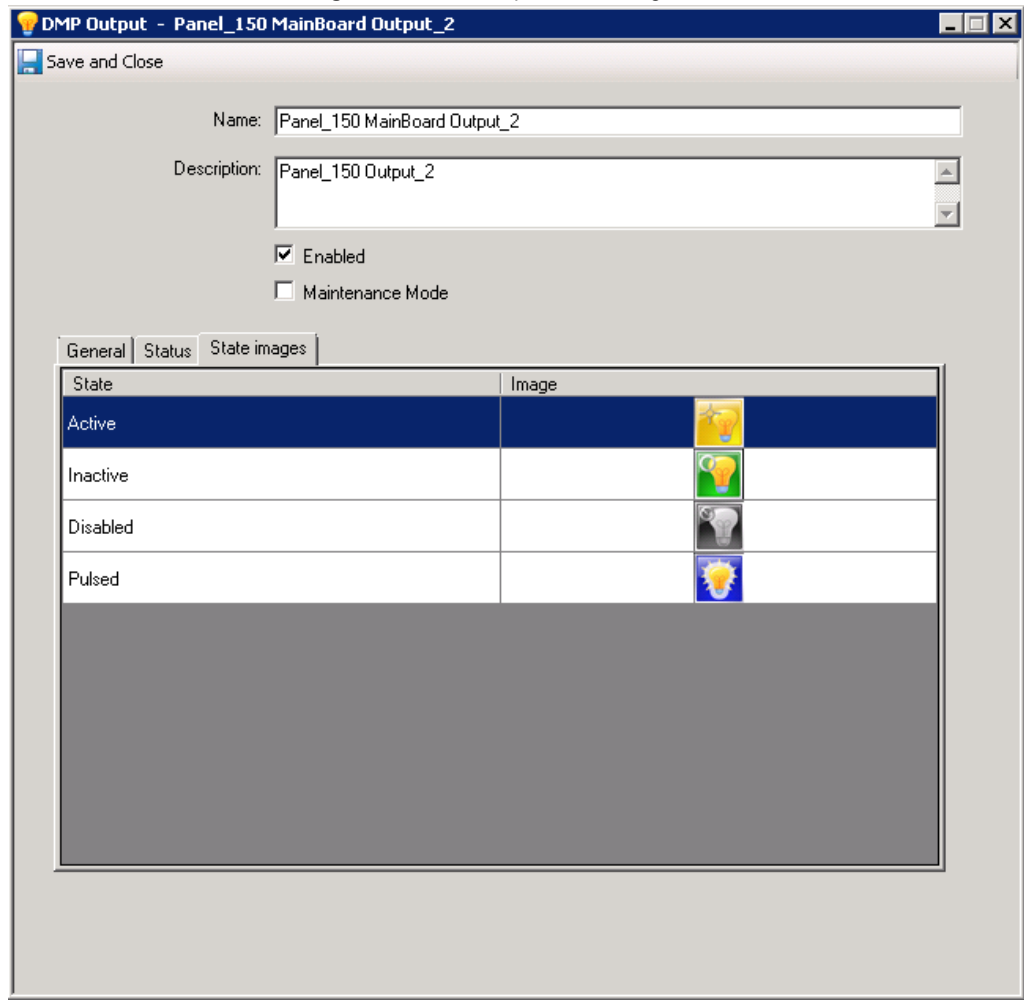 DMP Output - Panel_150 MainBoard Output_2
Save and Close
Name: Panel_150 MainBoard Output_2
Description: Panel_150 Output_2
Enabled
Maintenance Mode
General Status State images
State Image
Active
Inactive
Disabled
Pulsed